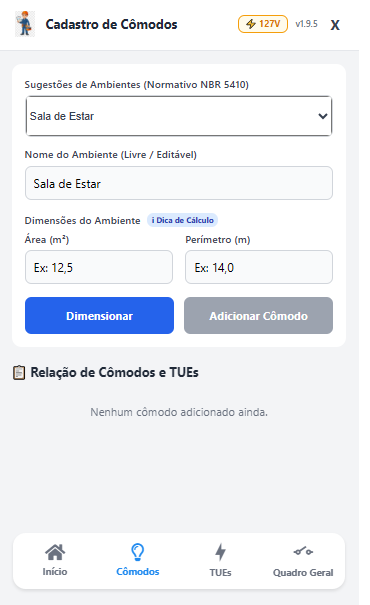 Cadastro de Cômodos
127V
v1.9.5
X
Sugestões de Ambientes (Normativo NBR 5410)
Sala de Estar
Nome do Ambiente (Livre / Editável)
Sala de Estar
Dimensões do Ambiente
i Dica de Cálculo
Área (m²)
Perímetro (m)
Ex: 12,5
Ex: 14,0
Dimensionar
Adicionar Cômodo
Relação de Cômodos e TUEs
Nenhum cômodo adicionado ainda.
Início
Cômodos
TUEs
Quadro Geral